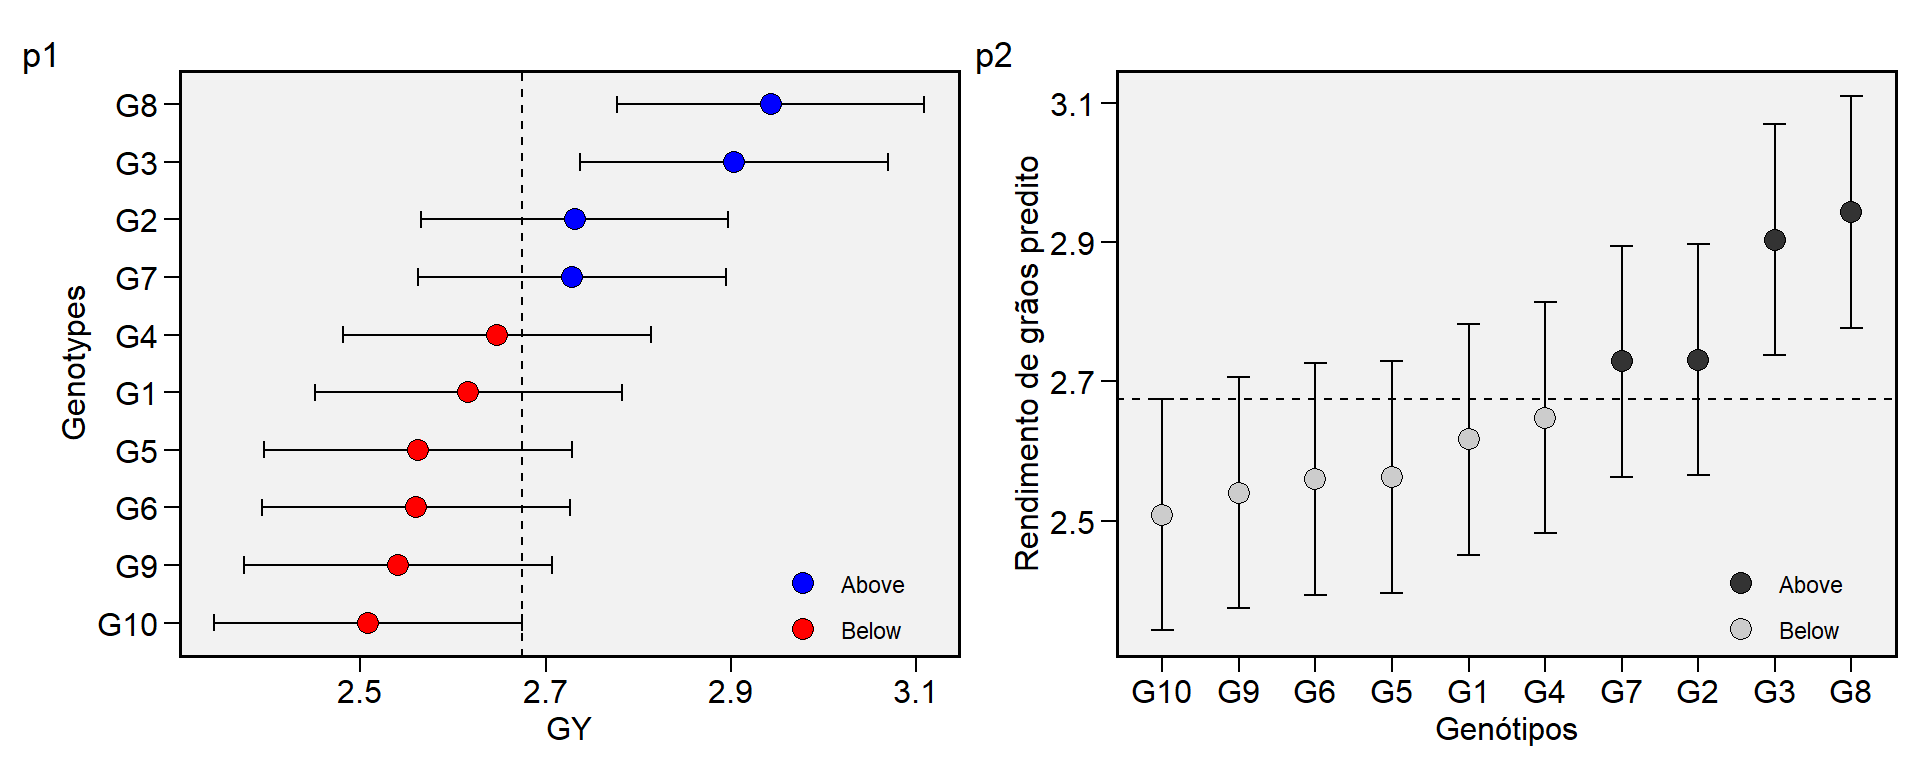 p1
Genotypes
G8
G3
G2
G7
G4
G1
G5
G6
G9
G10
Above
Below
2.5 2.7 2.9 3.1
GY
p2
Rendimento de grãos predito
3.1
2.9
2.7
2.5
Above
Below
G10 G9 G6 G5 G1 G4 G7 G2 G3 G8
Genótipos